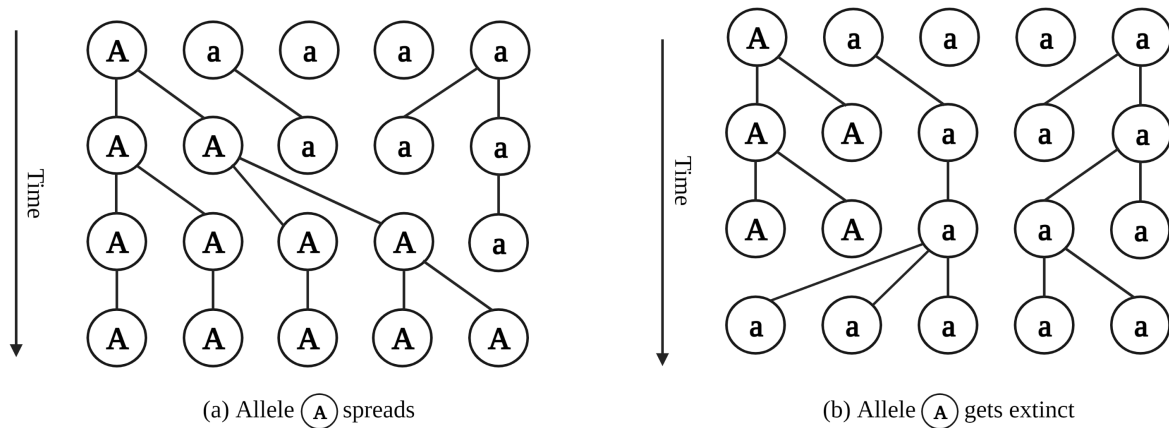 A a a a a
A A a a a
A A A A a
A A A A A
Time
(a) Allele A spreads
A a a a a
A A a a a
A A a a a
a a a a a
Time
(b) Allele A gets extinct